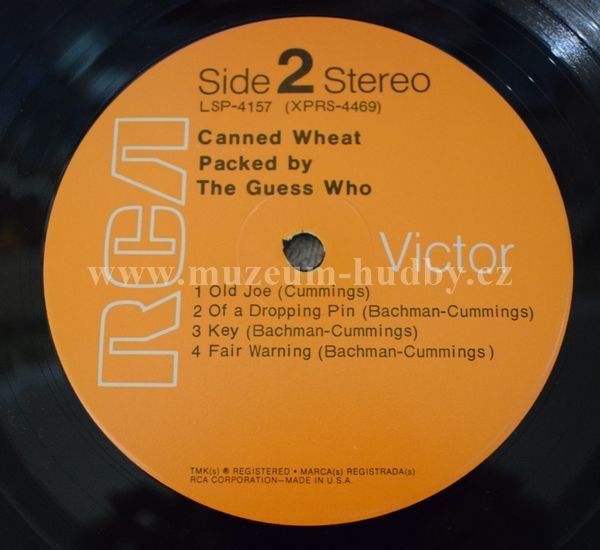 Side 2 Stereo
LSP-4157 (XPRS-4469)
Canned Wheat
Packed by
The Guess Who
RCA
Victor
www.muzeum-hudby.cz
1 Old Joe (Cummings)
2 Of a Dropping Pin (Bachman-Cummings)
3 Key (Bachman-Cummings)
4 Fair Warning (Bachman-Cummings)
TMK(s) ® REGISTERED • MARCA(s) REGISTRADA(s)
RCA CORPORATION—MADE IN U.S.A.